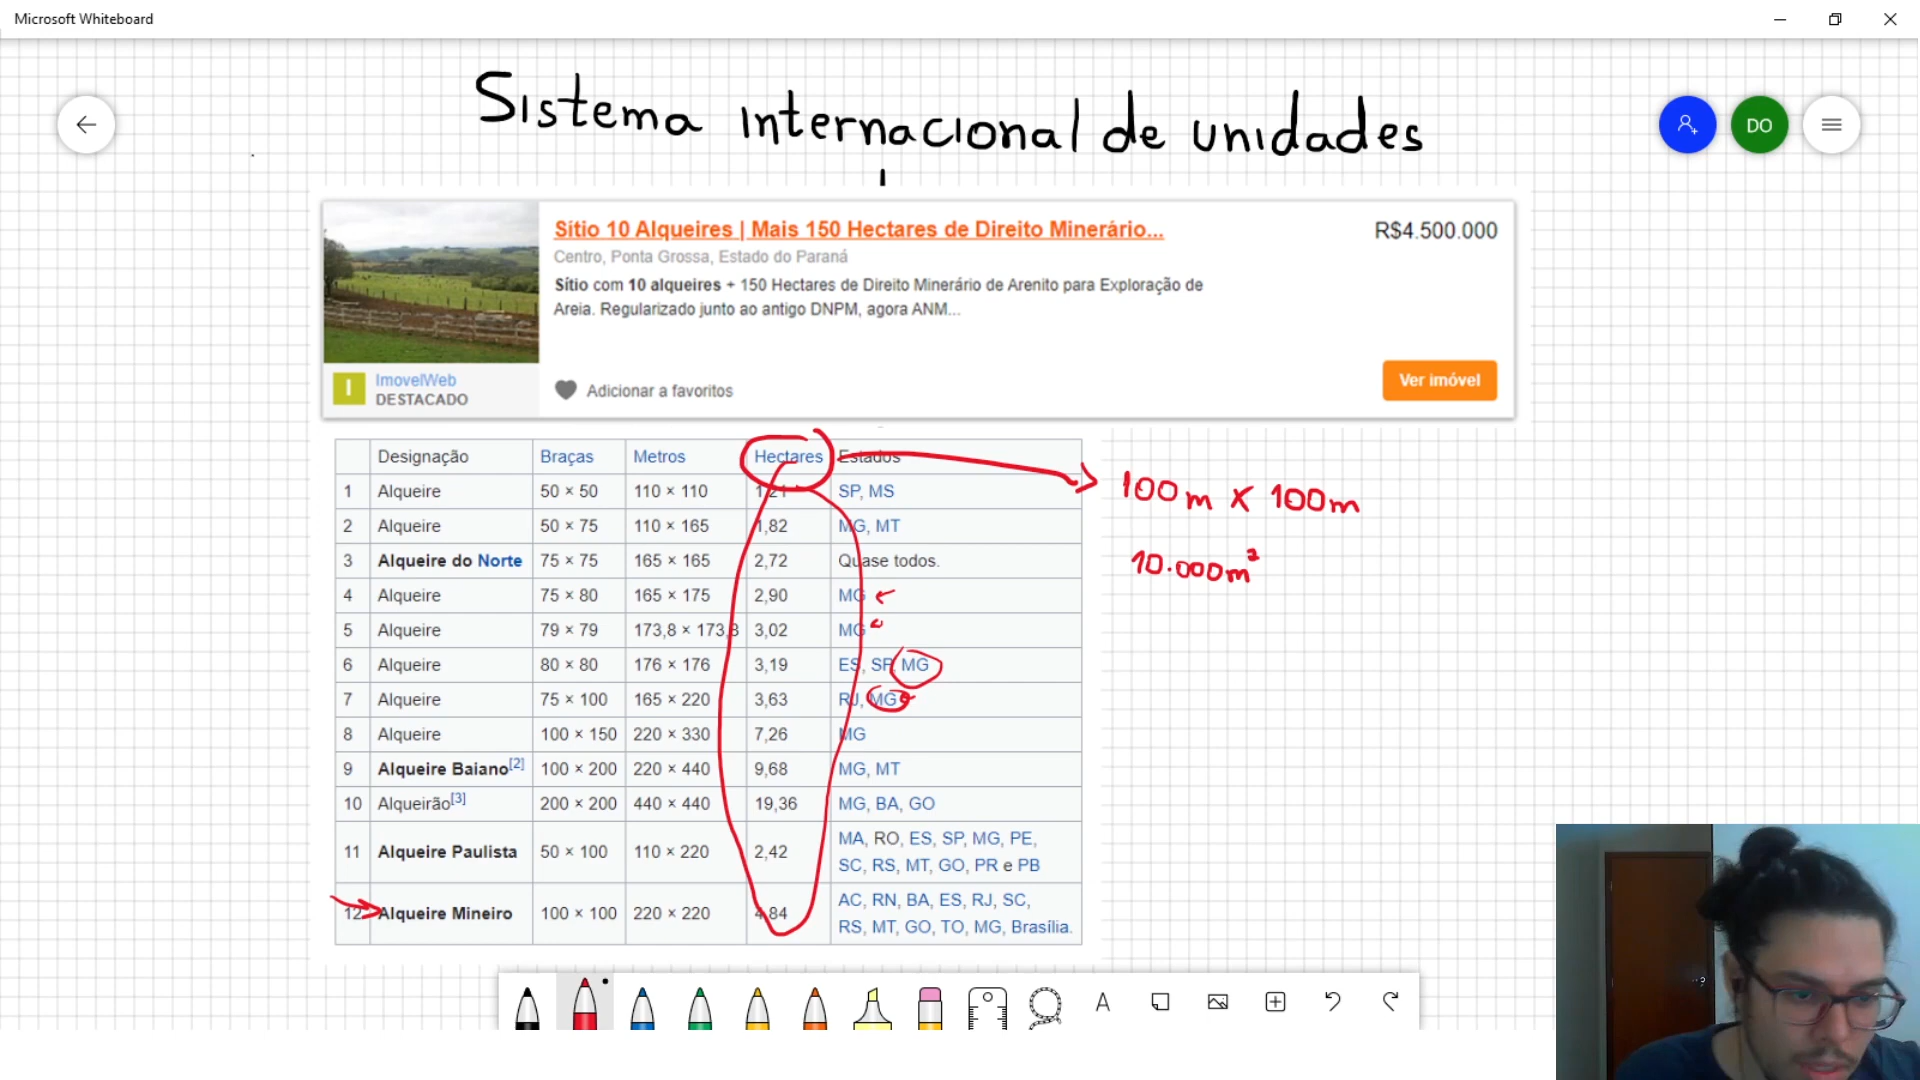 Microsoft Whiteboard
Sistema internacional de unidades
DO
Sítio 10 Alqueires | Mais 150 Hectares de Direito Minerário...
R$4.500.000
Centro, Ponta Grossa, Estado do Paraná
Sítio com 10 alqueires + 150 Hectares de Direito Minerário de Arenito para Exploração de
Areia. Regularizado junto ao antigo DNPM, agora ANM...
I ImovelWeb
DESTACADO
Adicionar a favoritos
Ver imóvel
Designação Braças Metros Hectares Estados
1 Alqueire 50 × 50 110 × 110 1,21 SP, MS
2 Alqueire 50 × 75 110 × 165 1,82 MG, MT
3 Alqueire do Norte 75 × 75 165 × 165 2,72 Quase todos.
4 Alqueire 75 × 80 165 × 175 2,90 MG
5 Alqueire 79 × 79 173,8 × 173,8 3,02 MG
6 Alqueire 80 × 80 176 × 176 3,19 ES, SP, MG
7 Alqueire 75 × 100 165 × 220 3,63 RJ, MG
8 Alqueire 100 × 150 220 × 330 7,26 MG
9 Alqueire Baiano[2] 100 × 200 220 × 440 9,68 MG, MT
10 Alqueirão[3] 200 × 200 440 × 440 19,36 MG, BA, GO
11 Alqueire Paulista 50 × 100 110 × 220 2,42 MA, RO, ES, SP, MG, PE,
SC, RS, MT, GO, PR e PB
12 Alqueire Mineiro 100 × 100 220 × 220 4,84 AC, RN, BA, ES, RJ, SC,
RS, MT, GO, TO, MG, Brasília.
100m x 100m
10.000m²
A